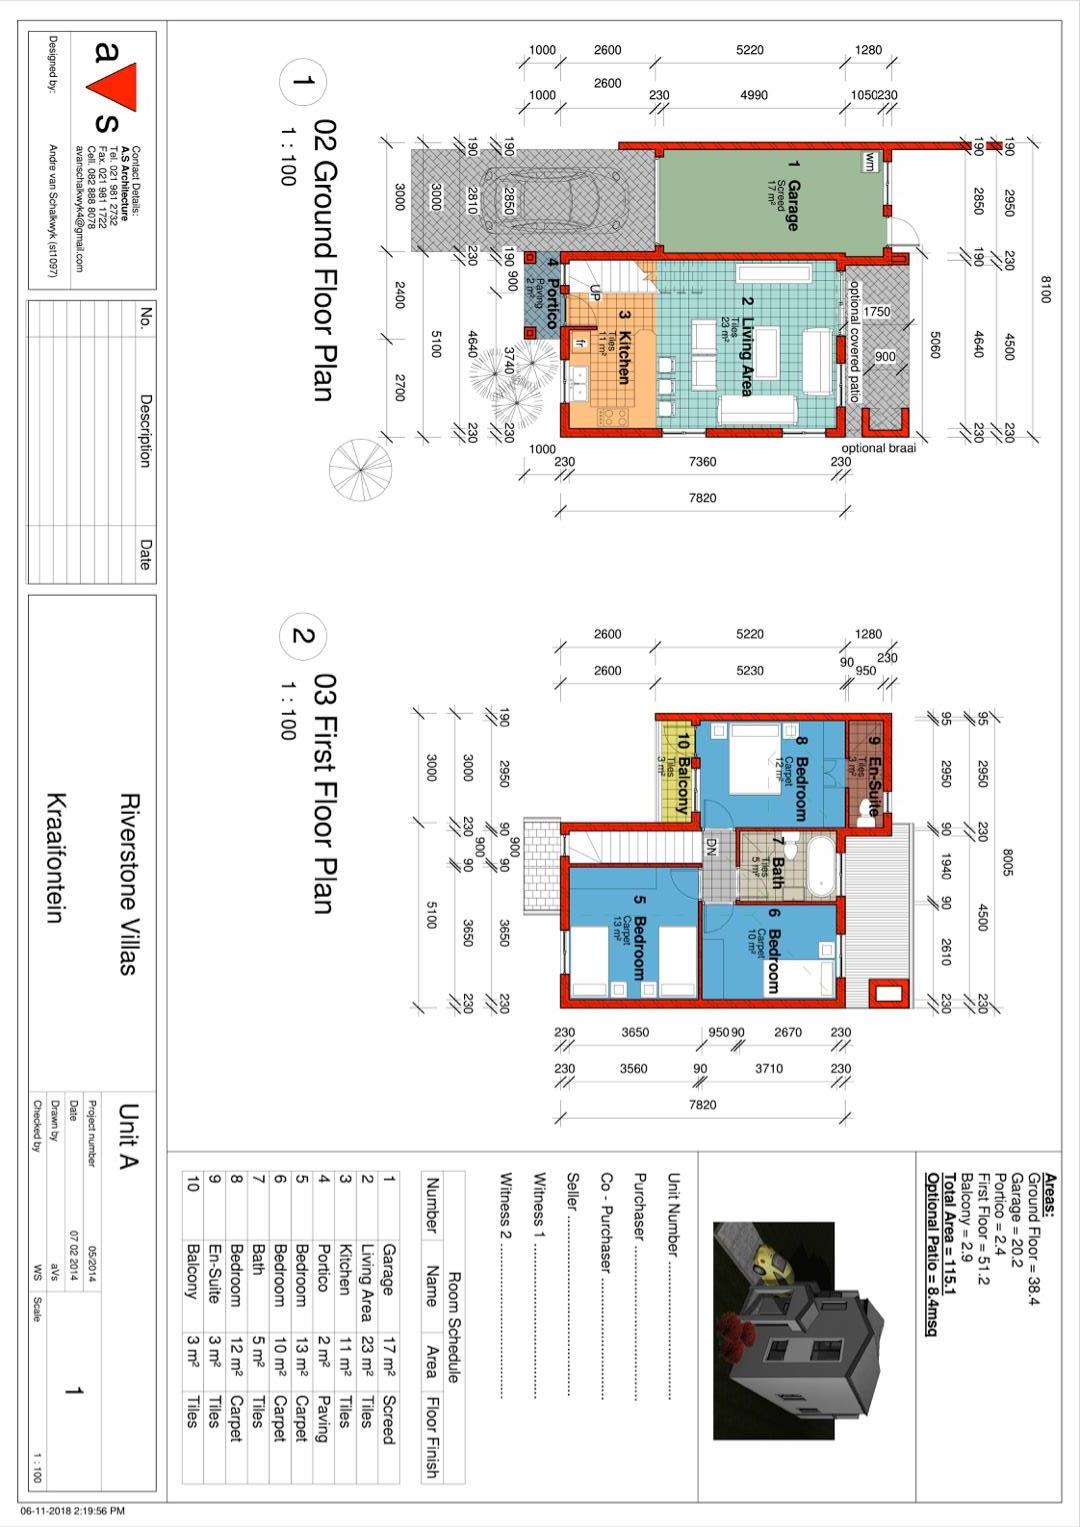 a s
Contact Details:
A.S Architecture
Tel. 021 981 2732
Fax. 021 981 1722
Cell. 082 888 8078
avanschalkwyk4@gmail.com
Designed by: Andre van Schalkwyk (st1097)
No. Description Date
Riverstone Villas
Kraaifontein
Unit A
Project number 05/2014
Date 07 02 2014
Drawn by aVs
Checked by WS
Scale 1 : 100
1
1
02 Ground Floor Plan
1 : 100
1000 2600 5220 1280
2600
1000 230 4990 1050 230
190 2850 190 230
190 2950 230
8100
3000 3000 2810 2850
190 190
230 190 900
2400 5100 4640 3740
2700
230 230
5060 4640 4500
230 230
1000
230 7360 230
7820
1 Garage
Screed
17 m²
wm
2 Living Area
Tiles
23 m²
3 Kitchen
Tiles
11 m²
4 Portico
Paving
2 m²
UP
fr
optional covered patio
1750
900
optional braai
2
03 First Floor Plan
1 : 100
2600 5220 1280
2600 5230 90 950 230
190 2950 90 900
3000 3000
230 900 90
5100 3650 3650
230 230
95 2950 90 1940 90 2610 230
95 2950 230 4500 230
8005
230 3650 950 90 2670 230
230 3560 90 3710 230
7820
5 Bedroom
Carpet
13 m²
6 Bedroom
Carpet
10 m²
7 Bath
Tiles
5 m²
8 Bedroom
Carpet
12 m²
9 En-Suite
Tiles
3 m²
10 Balcony
Tiles
3 m²
DN
Areas:
Ground Floor = 38.4
Garage = 20.2
Portico = 2.4
First Floor = 51.2
Balcony = 2.9
Total Area = 115.1
Optional Patio = 8.4msq
Unit Number
Purchaser
Co - Purchaser
Seller
Witness 1
Witness 2
Room Schedule
Number Name Area Floor Finish
1 Garage 17 m² Screed
2 Living Area 23 m² Tiles
3 Kitchen 11 m² Tiles
4 Portico 2 m² Paving
5 Bedroom 13 m² Carpet
6 Bedroom 10 m² Carpet
7 Bath 5 m² Tiles
8 Bedroom 12 m² Carpet
9 En-Suite 3 m² Tiles
10 Balcony 3 m² Tiles
06-11-2018 2:19:56 PM